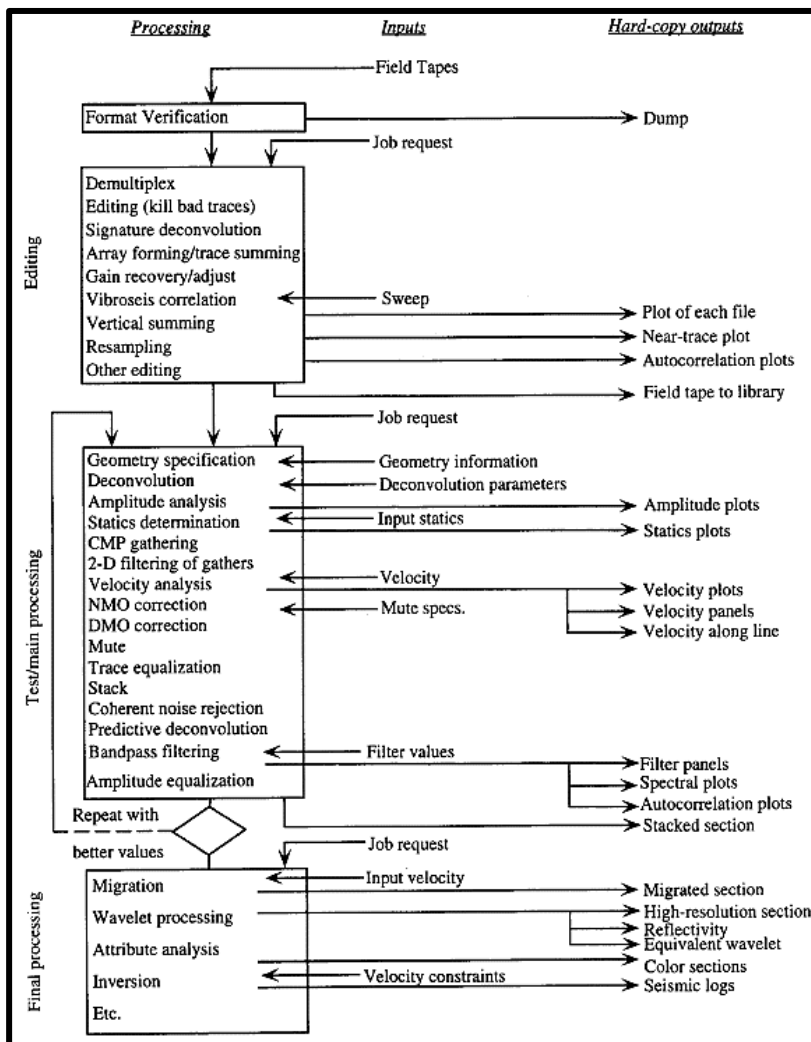 Processing Inputs Hard-copy outputs
Field Tapes
Format Verification
Dump
Job request
Editing
Demultiplex
Editing (kill bad traces)
Signature deconvolution
Array forming/trace summing
Gain recovery/adjust
Vibroseis correlation
Sweep
Vertical summing
Plot of each file
Resampling
Near-trace plot
Other editing
Autocorrelation plots
Field tape to library
Job request
Test/main processing
Geometry specification
Geometry information
Deconvolution
Deconvolution parameters
Amplitude analysis
Amplitude plots
Statics determination
Input statics
Statics plots
CMP gathering
2-D filtering of gathers
Velocity analysis
Velocity
Velocity plots
NMO correction
Mute specs.
Velocity panels
DMO correction
Velocity along line
Mute
Trace equalization
Stack
Coherent noise rejection
Predictive deconvolution
Bandpass filtering
Filter values
Filter panels
Amplitude equalization
Spectral plots
Autocorrelation plots
Stacked section
Repeat with
better values
Job request
Final processing
Migration
Input velocity
Migrated section
Wavelet processing
High-resolution section
Reflectivity
Equivalent wavelet
Attribute analysis
Color sections
Inversion
Velocity constraints
Seismic logs
Etc.